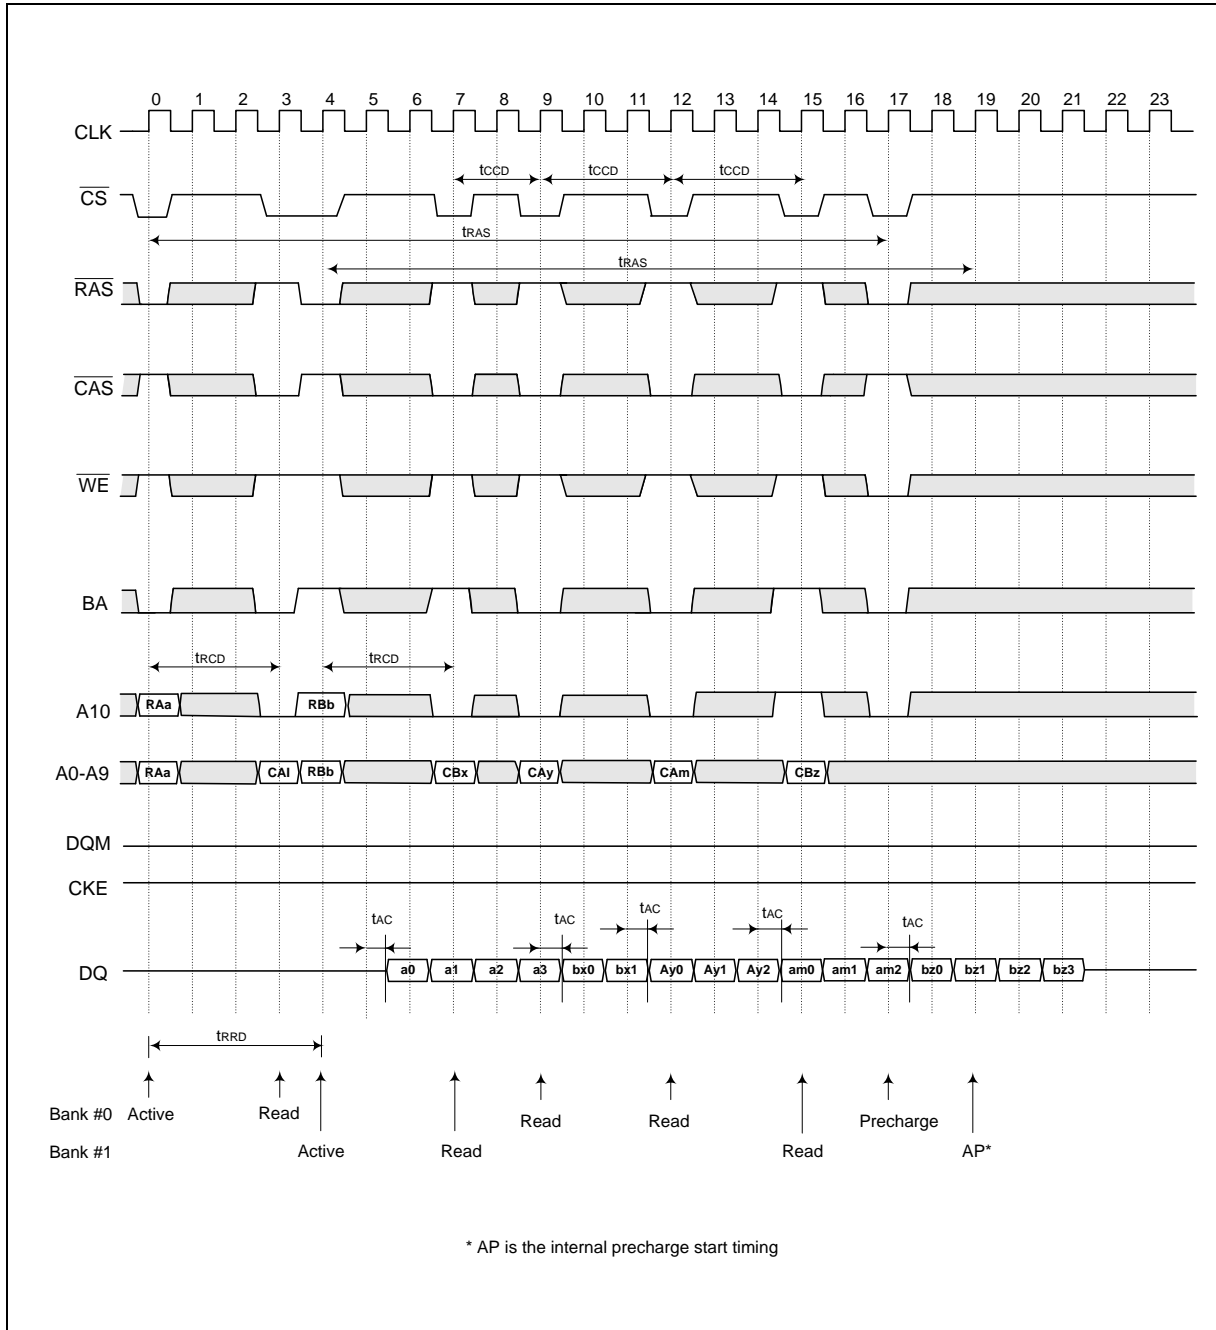 0 1 2 3 4 5 6 7 8 9 10 11 12 13 14 15 16 17 18 19 20 21 22 23
CLK
tCCD tCCD tCCD
CS
tRAS
tRAS
RAS
CAS
WE
BA
tRCD tRCD
A10 RAa RBb
A0-A9 RAa CAI RBb CBx CAy CAm CBz
DQM
CKE
tAC tAC tAC tAC tAC
DQ a0 a1 a2 a3 bx0 bx1 Ay0 Ay1 Ay2 am0 am1 am2 bz0 bz1 bz2 bz3
tRRD
Bank #0 Active Read Read Read Precharge
Bank #1 Active Read Read AP*
* AP is the internal precharge start timing